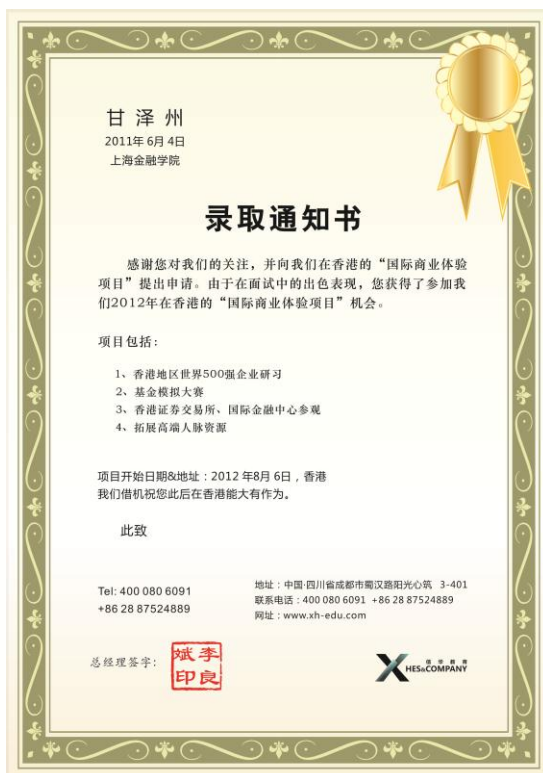 甘泽州
2011年 6月 4日
上海金融学院
录取通知书
感谢您对我们的关注，并向我们在香港的“国际商业体验
项目”提出申请。由于在面试中的出色表现，您获得了参加我
们2012年在香港的“国际商业体验项目”机会。
项目包括：
1、香港地区世界500强企业研习
2、基金模拟大赛
3、香港证券交易所、国际金融中心参观
4、拓展高端人脉资源
项目开始日期&地址：2012 年8月 6日，香港
我们借机祝您此后在香港能大有作为。
此致
Tel: 400 080 6091
+86 28 87524889
地址：中国·四川省成都市蜀汉路阳光心筑 3-401
联系电话：400 080 6091 +86 28 87524889
网址：www.xh-edu.com
总经理签字：
李良斌印
HES&COMPANY